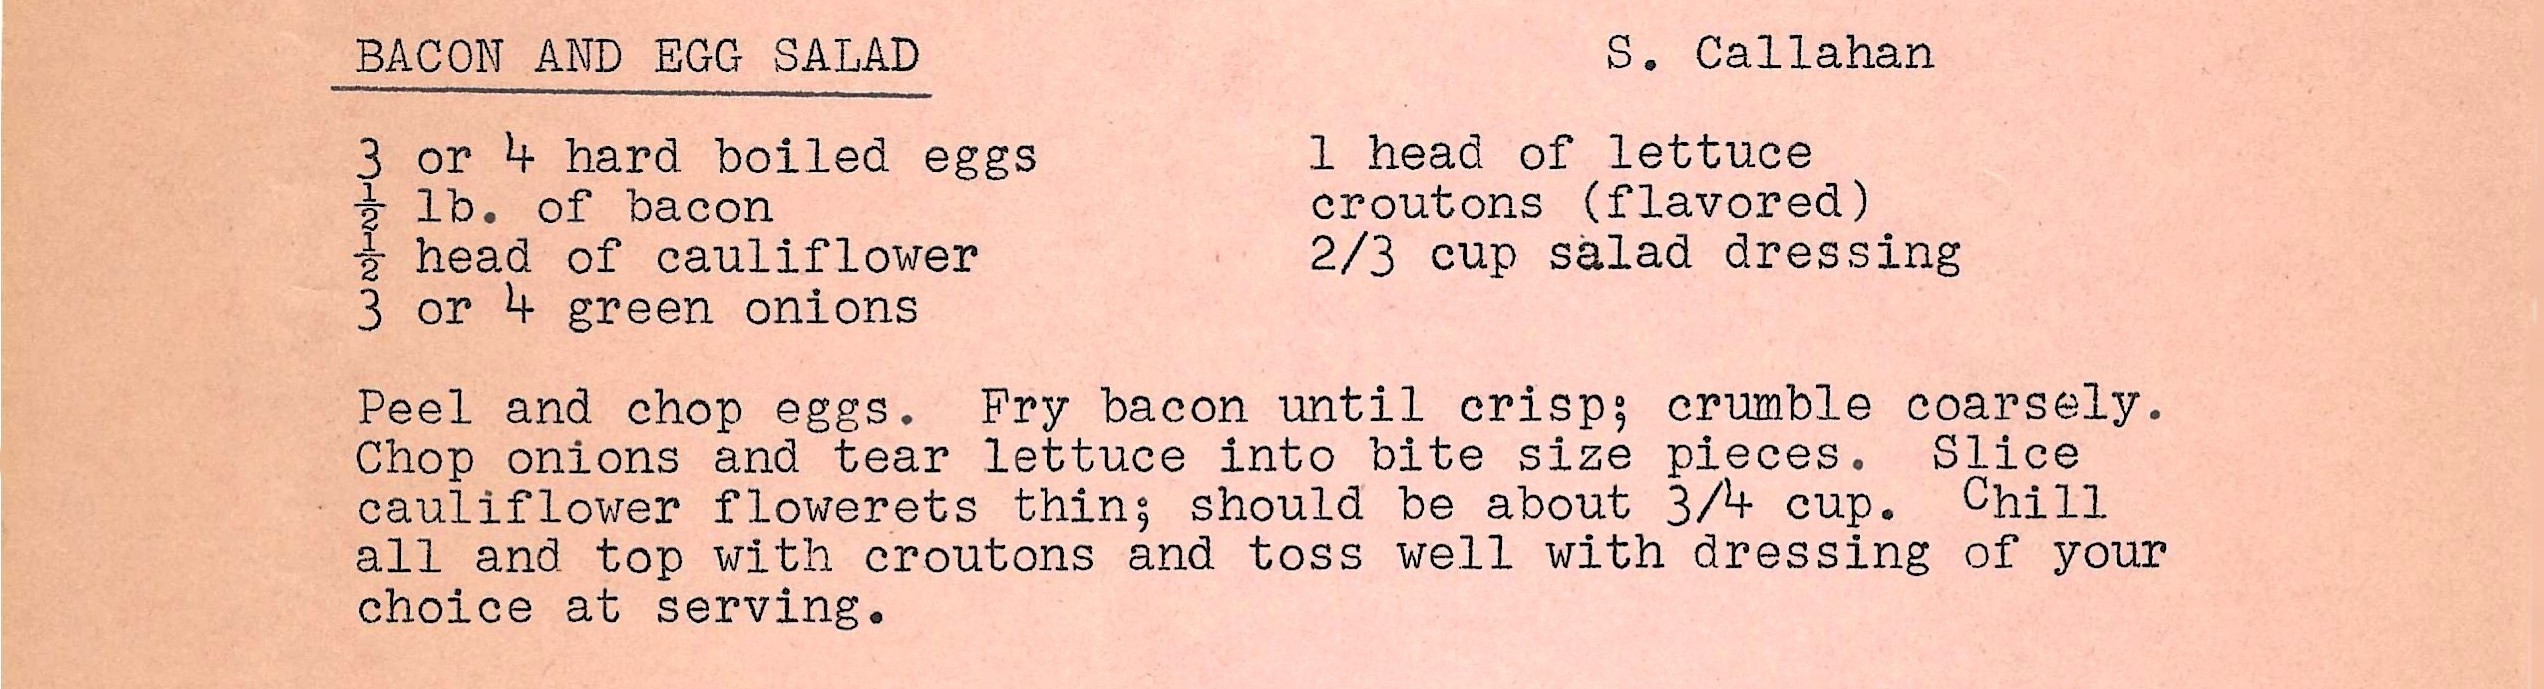 BACON AND EGG SALAD
S. Callahan
3 or 4 hard boiled eggs
½ lb. of bacon
½ head of cauliflower
3 or 4 green onions
1 head of lettuce
croutons (flavored)
2/3 cup salad dressing
Peel and chop eggs. Fry bacon until crisp; crumble coarsely.
Chop onions and tear lettuce into bite size pieces. Slice
cauliflower flowerets thin; should be about 3/4 cup. Chill
all and top with croutons and toss well with dressing of your
choice at serving.